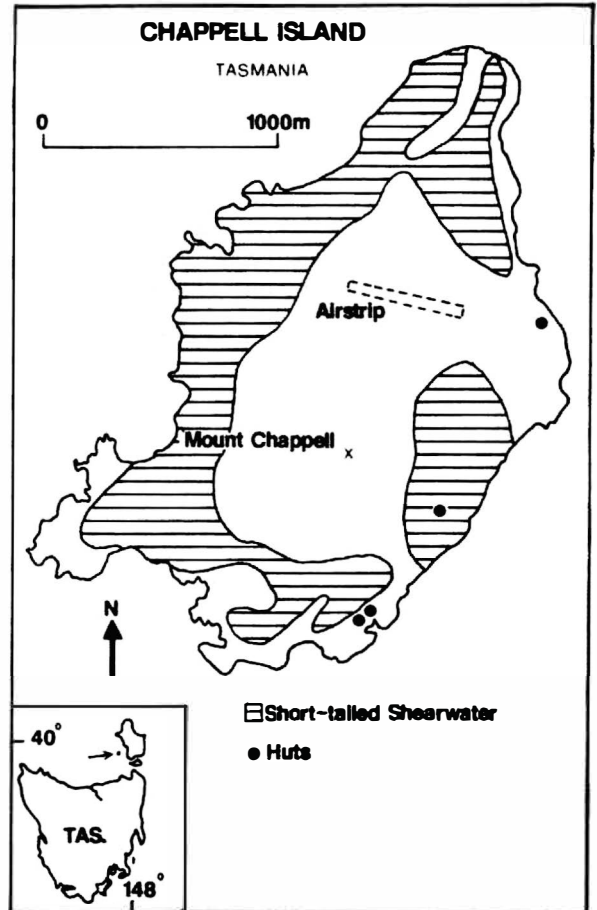 CHAPPELL ISLAND
TASMANIA
0 1000m
Airstrip
Mount Chappell
x
N
Short-tailed Shearwater
Huts
40°
TAS.
148°